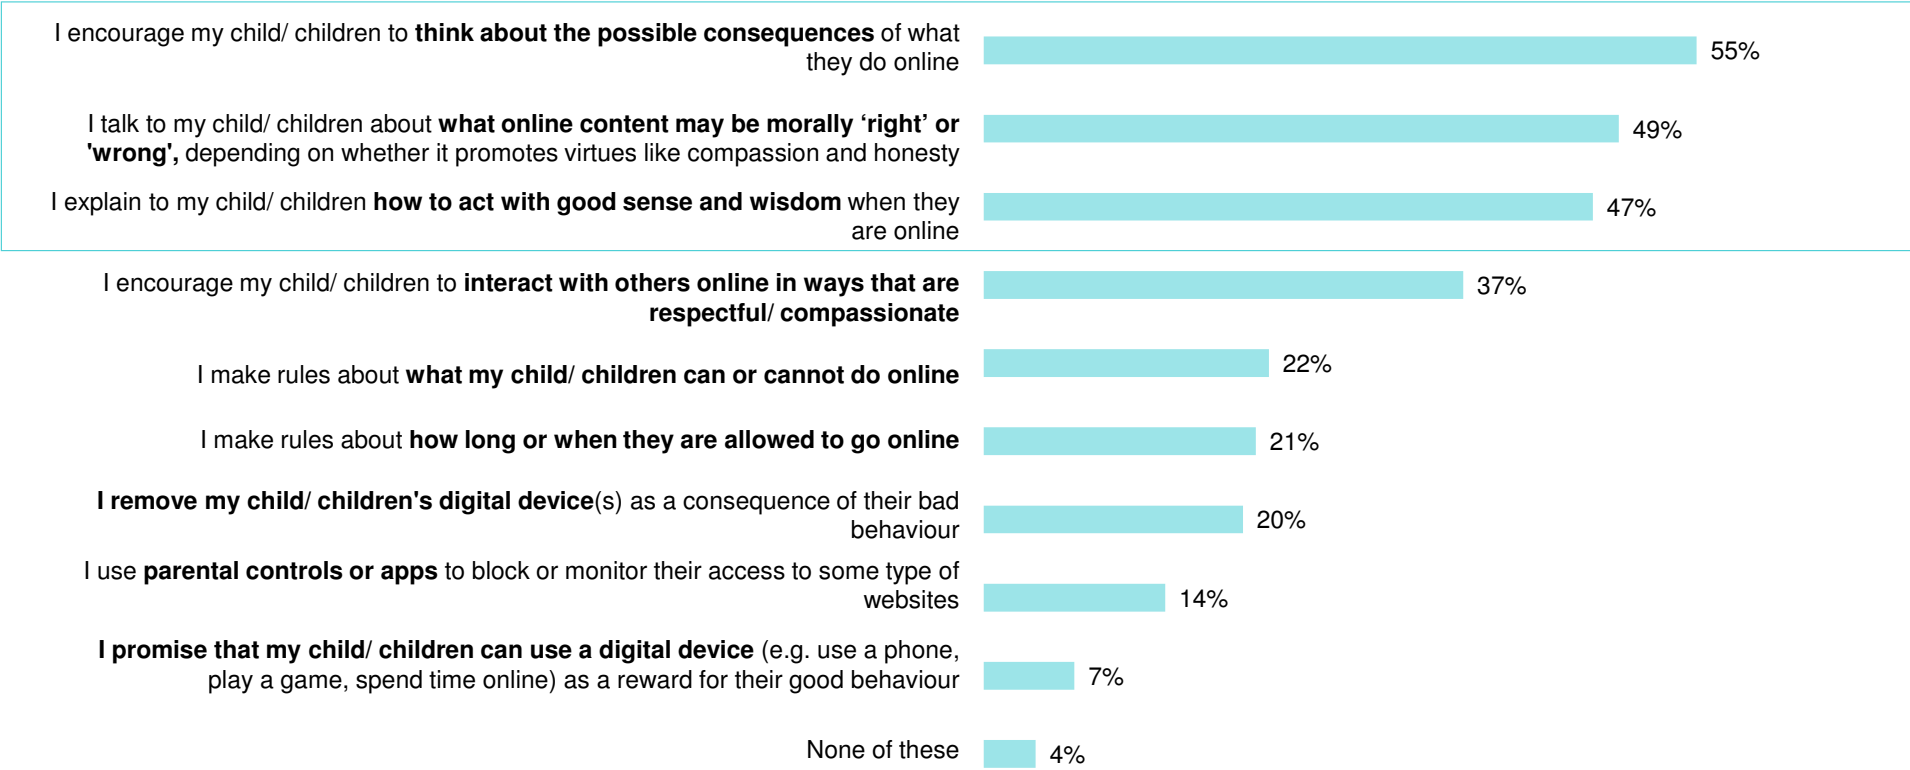 I encourage my child/ children to think about the possible consequences of what
they do online
55%
I talk to my child/ children about what online content may be morally ‘right’ or
'wrong', depending on whether it promotes virtues like compassion and honesty
49%
I explain to my child/ children how to act with good sense and wisdom when they
are online
47%
I encourage my child/ children to interact with others online in ways that are
respectful/ compassionate
37%
I make rules about what my child/ children can or cannot do online
22%
I make rules about how long or when they are allowed to go online
21%
I remove my child/ children's digital device(s) as a consequence of their bad
behaviour
20%
I use parental controls or apps to block or monitor their access to some type of
websites
14%
I promise that my child/ children can use a digital device (e.g. use a phone,
play a game, spend time online) as a reward for their good behaviour
7%
None of these
4%